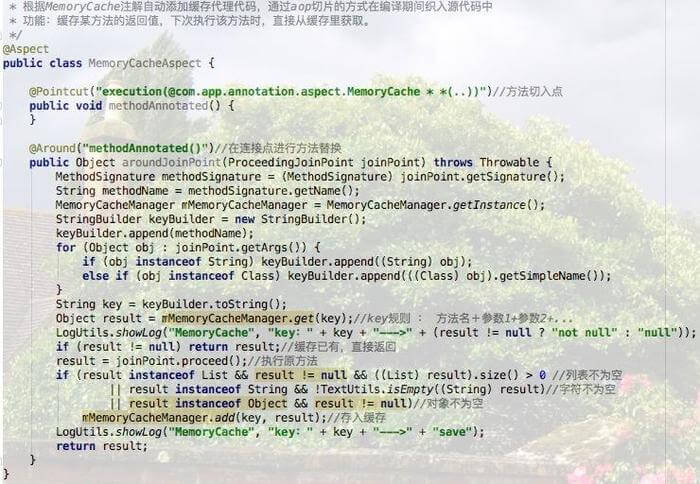 * 根据MemoryCache注解自动添加缓存代理代码，通过aop切片的方式在编译期间织入源代码中
* 功能：缓存某方法的返回值，下次执行该方法时，直接从缓存里获取。
*/
@Aspect
public class MemoryCacheAspect {
@Pointcut("execution(@com.app.annotation.aspect.MemoryCache * *(..))")//方法切入点
public void methodAnnotated() {
}
@Around("methodAnnotated()")//在连接点进行方法替换
public Object aroundJoinPoint(ProceedingJoinPoint joinPoint) throws Throwable {
MethodSignature methodSignature = (MethodSignature) joinPoint.getSignature();
String methodName = methodSignature.getName();
MemoryCacheManager mMemoryCacheManager = MemoryCacheManager.getInstance();
StringBuilder keyBuilder = new StringBuilder();
keyBuilder.append(methodName);
for (Object obj : joinPoint.getArgs()) {
if (obj instanceof String) keyBuilder.append((String) obj);
else if (obj instanceof Class) keyBuilder.append(((Class) obj).getSimpleName());
}
String key = keyBuilder.toString();
Object result = mMemoryCacheManager.get(key);//key规则 ： 方法名＋参数1+参数2+...
LogUtils.showLog("MemoryCache", "key：" + key + "--->" + (result != null ? "not null" : "null"));
if (result != null) return result;//缓存已有，直接返回
result = joinPoint.proceed();//执行原方法
if (result instanceof List && result != null && ((List) result).size() > 0 //列表不为空
|| result instanceof String && !TextUtils.isEmpty((String) result)//字符不为空
|| result instanceof Object && result != null)//对象不为空
mMemoryCacheManager.add(key, result);//存入缓存
LogUtils.showLog("MemoryCache", "key：" + key + "--->" + "save");
return result;
}
}